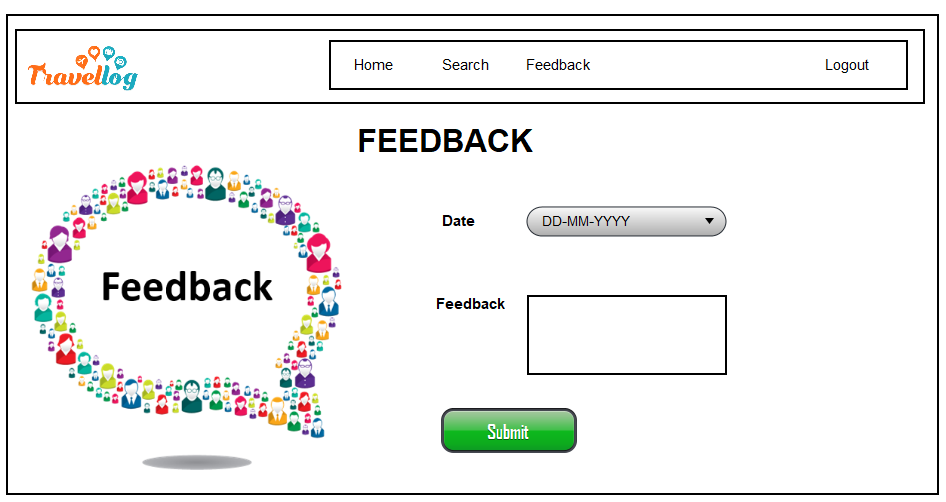 Travellog
Home Search Feedback Logout
FEEDBACK
Feedback
Date DD-MM-YYYY
Feedback
Submit